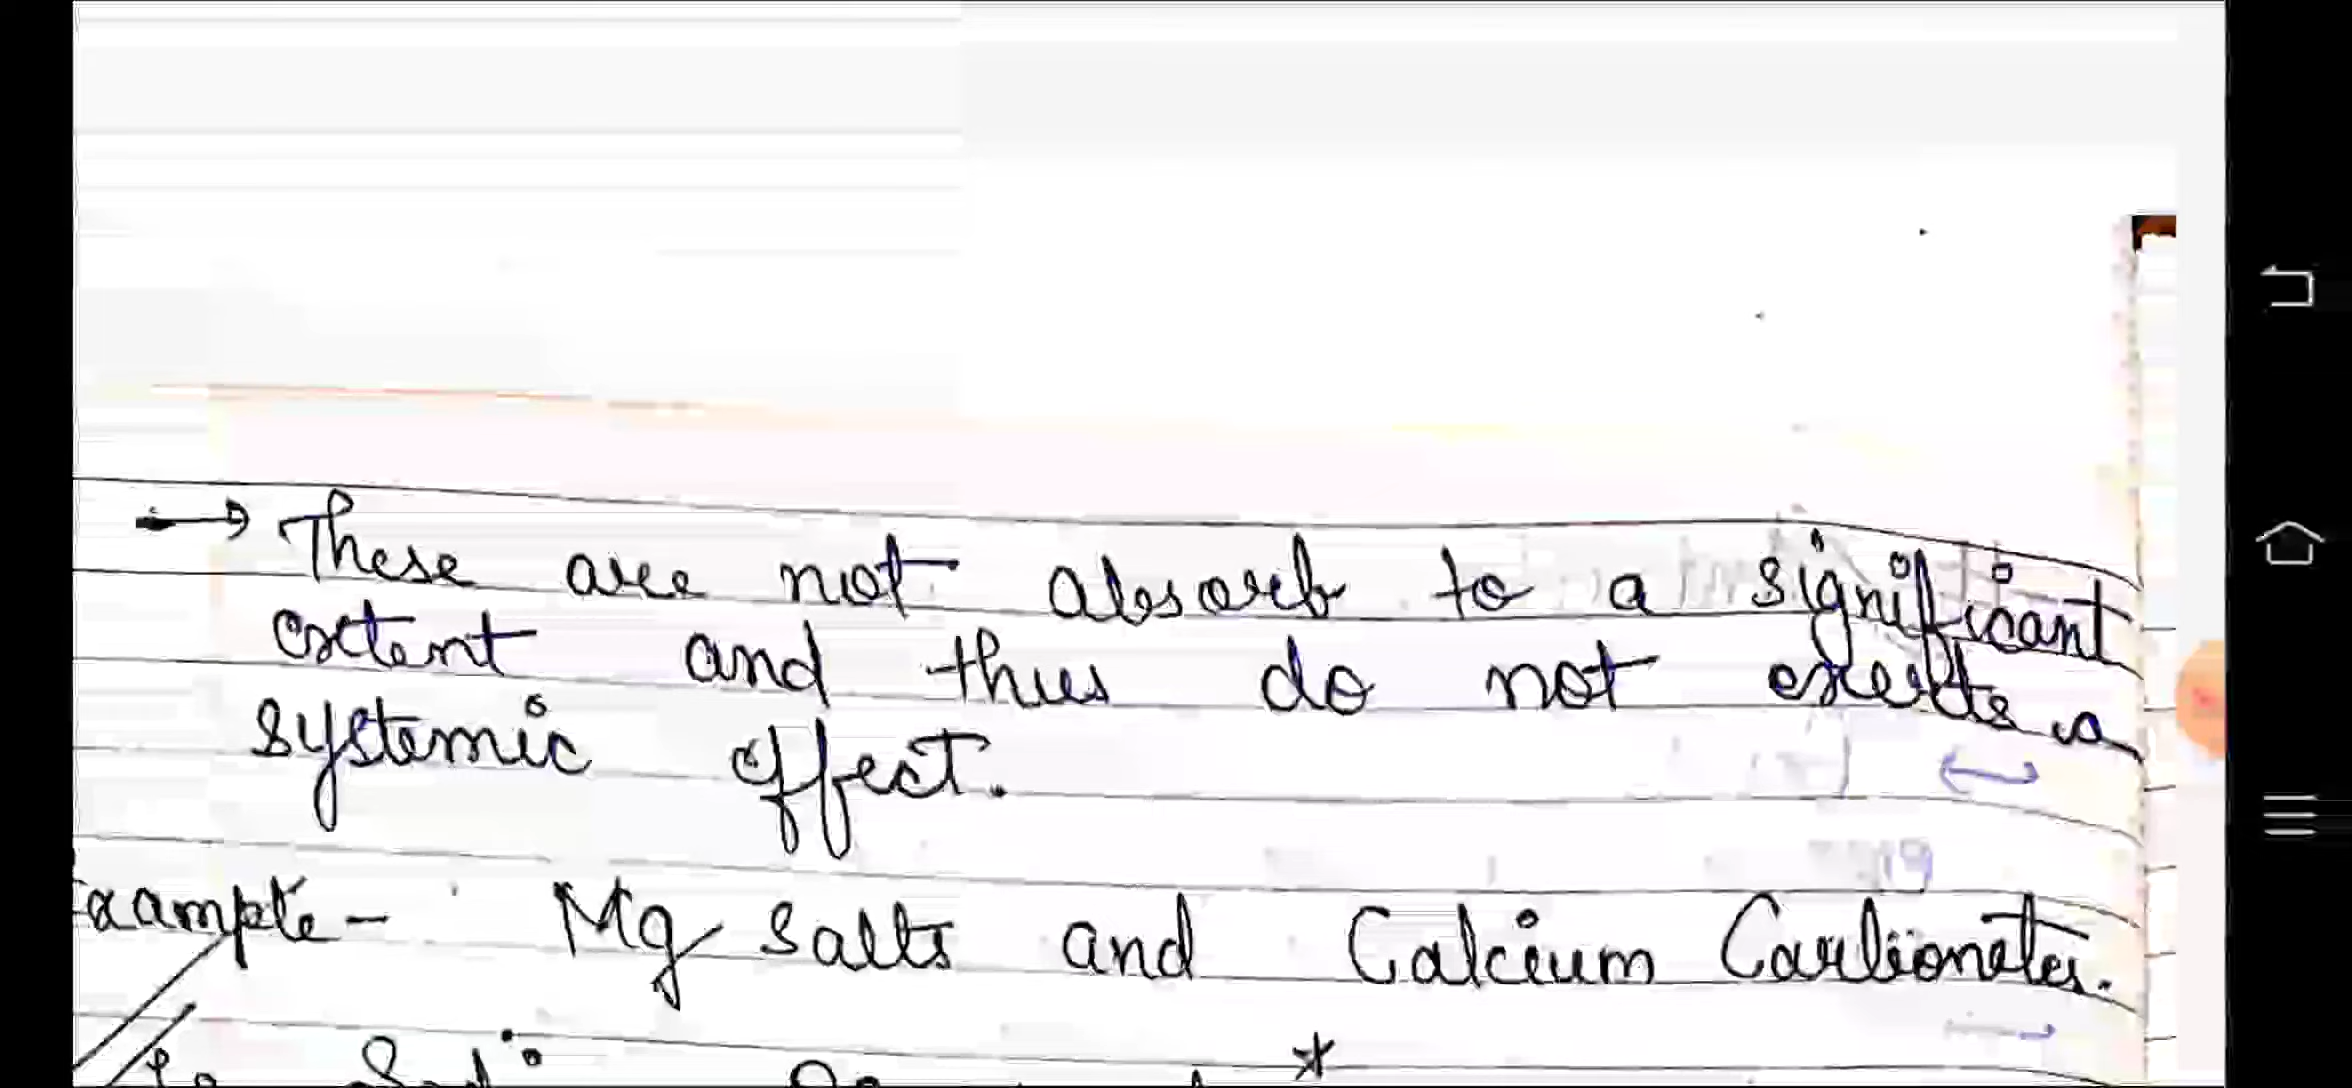 → These are not absorb to a significant
extent and thus do not exerts a
systemic effect.
Example- Mg salts and Calcium Carbonates.